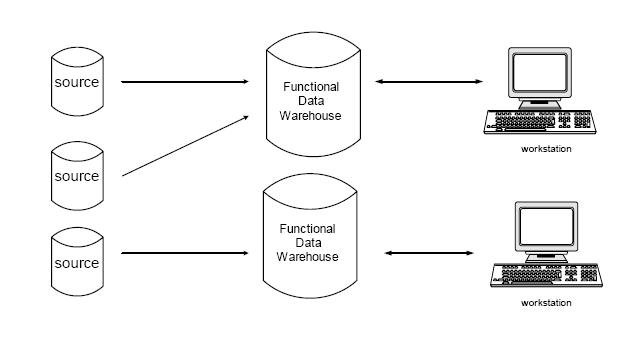 source
Functional
Data
Warehouse
workstation
source
source
Functional
Data
Warehouse
workstation